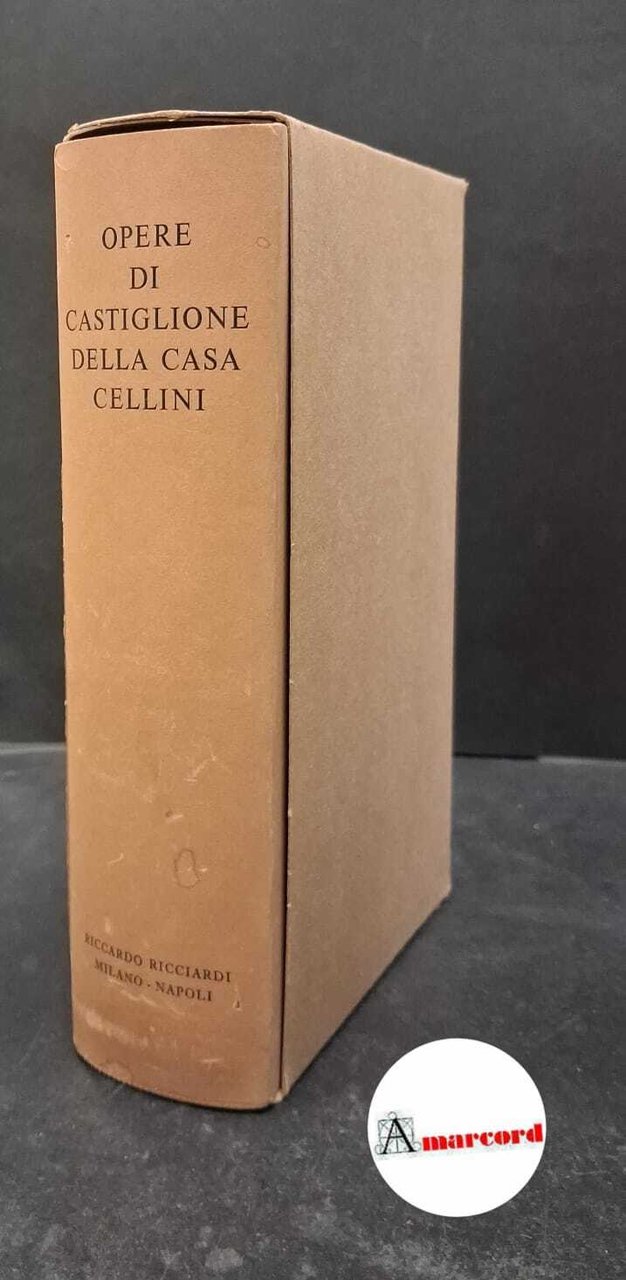 OPERE
DI
CASTIGLIONE
DELLA CASA
CELLINI
RICCARDO RICCIARDI
MILANO - NAPOLI
Amarcord